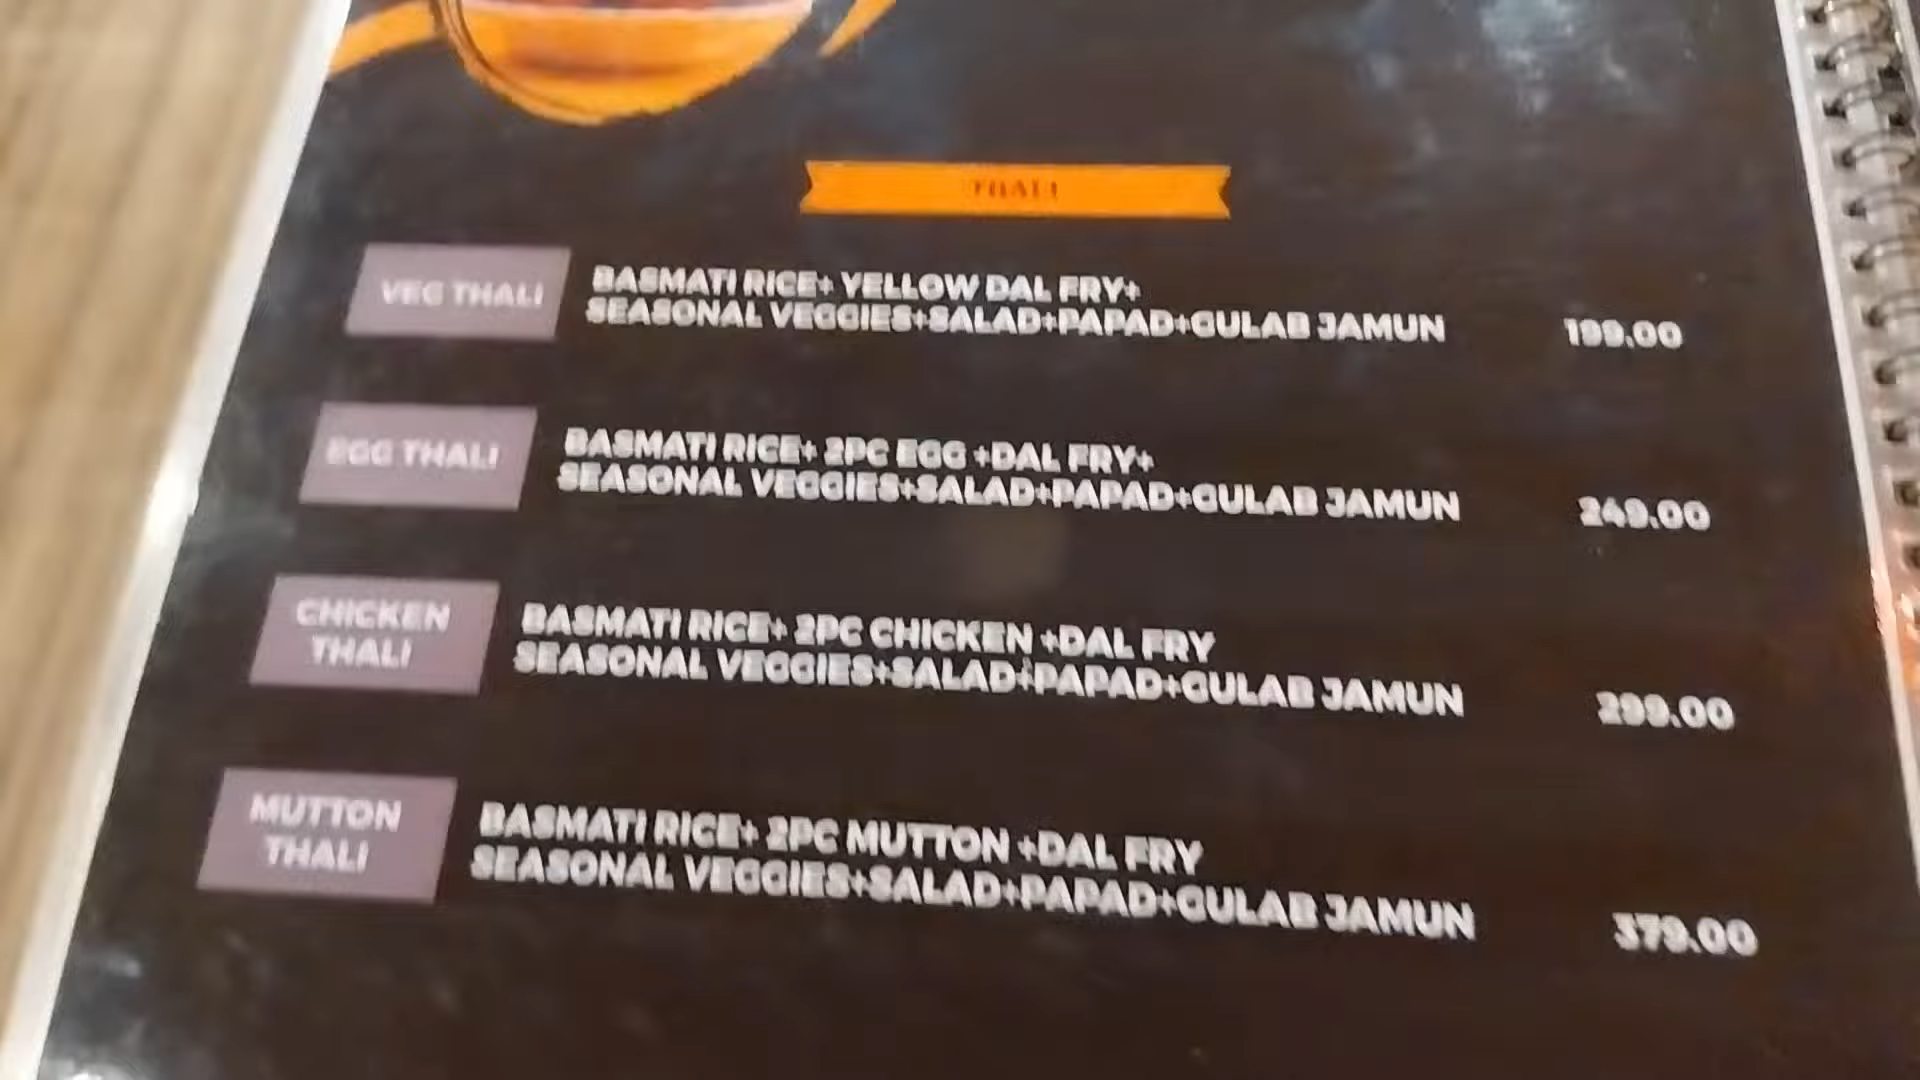 THALI
VEG THALI
BASMATI RICE+ YELLOW DAL FRY+
SEASONAL VEGGIES+SALAD+PAPAD+GULAB JAMUN
199.00
EGG THALI
BASMATI RICE+ 2PC EGG +DAL FRY+
SEASONAL VEGGIES+SALAD+PAPAD+GULAB JAMUN
249.00
CHICKEN
THALI
BASMATI RICE+ 2PC CHICKEN +DAL FRY
SEASONAL VEGGIES+SALAD+PAPAD+GULAB JAMUN
299.00
MUTTON
THALI
BASMATI RICE+ 2PC MUTTON +DAL FRY
SEASONAL VEGGIES+SALAD+PAPAD+GULAB JAMUN
379.00